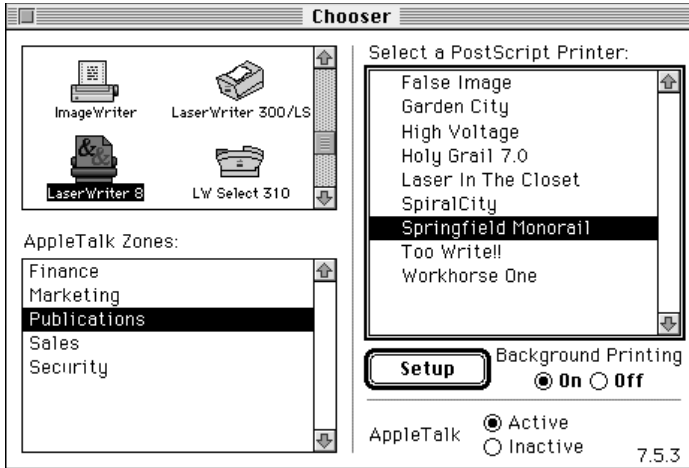 Chooser
ImageWriter
LaserWriter 300/LS
&&
LaserWriter 8
LW Select 310
AppleTalk Zones:
Finance
Marketing
Publications
Sales
Security
Select a PostScript Printer:
False Image
Garden City
High Voltage
Holy Grail 7.0
Laser In The Closet
SpiralCity
Springfield Monorail
Too Write!!
Workhorse One
Setup
Background Printing
On Off
AppleTalk
Active
Inactive
7.5.3